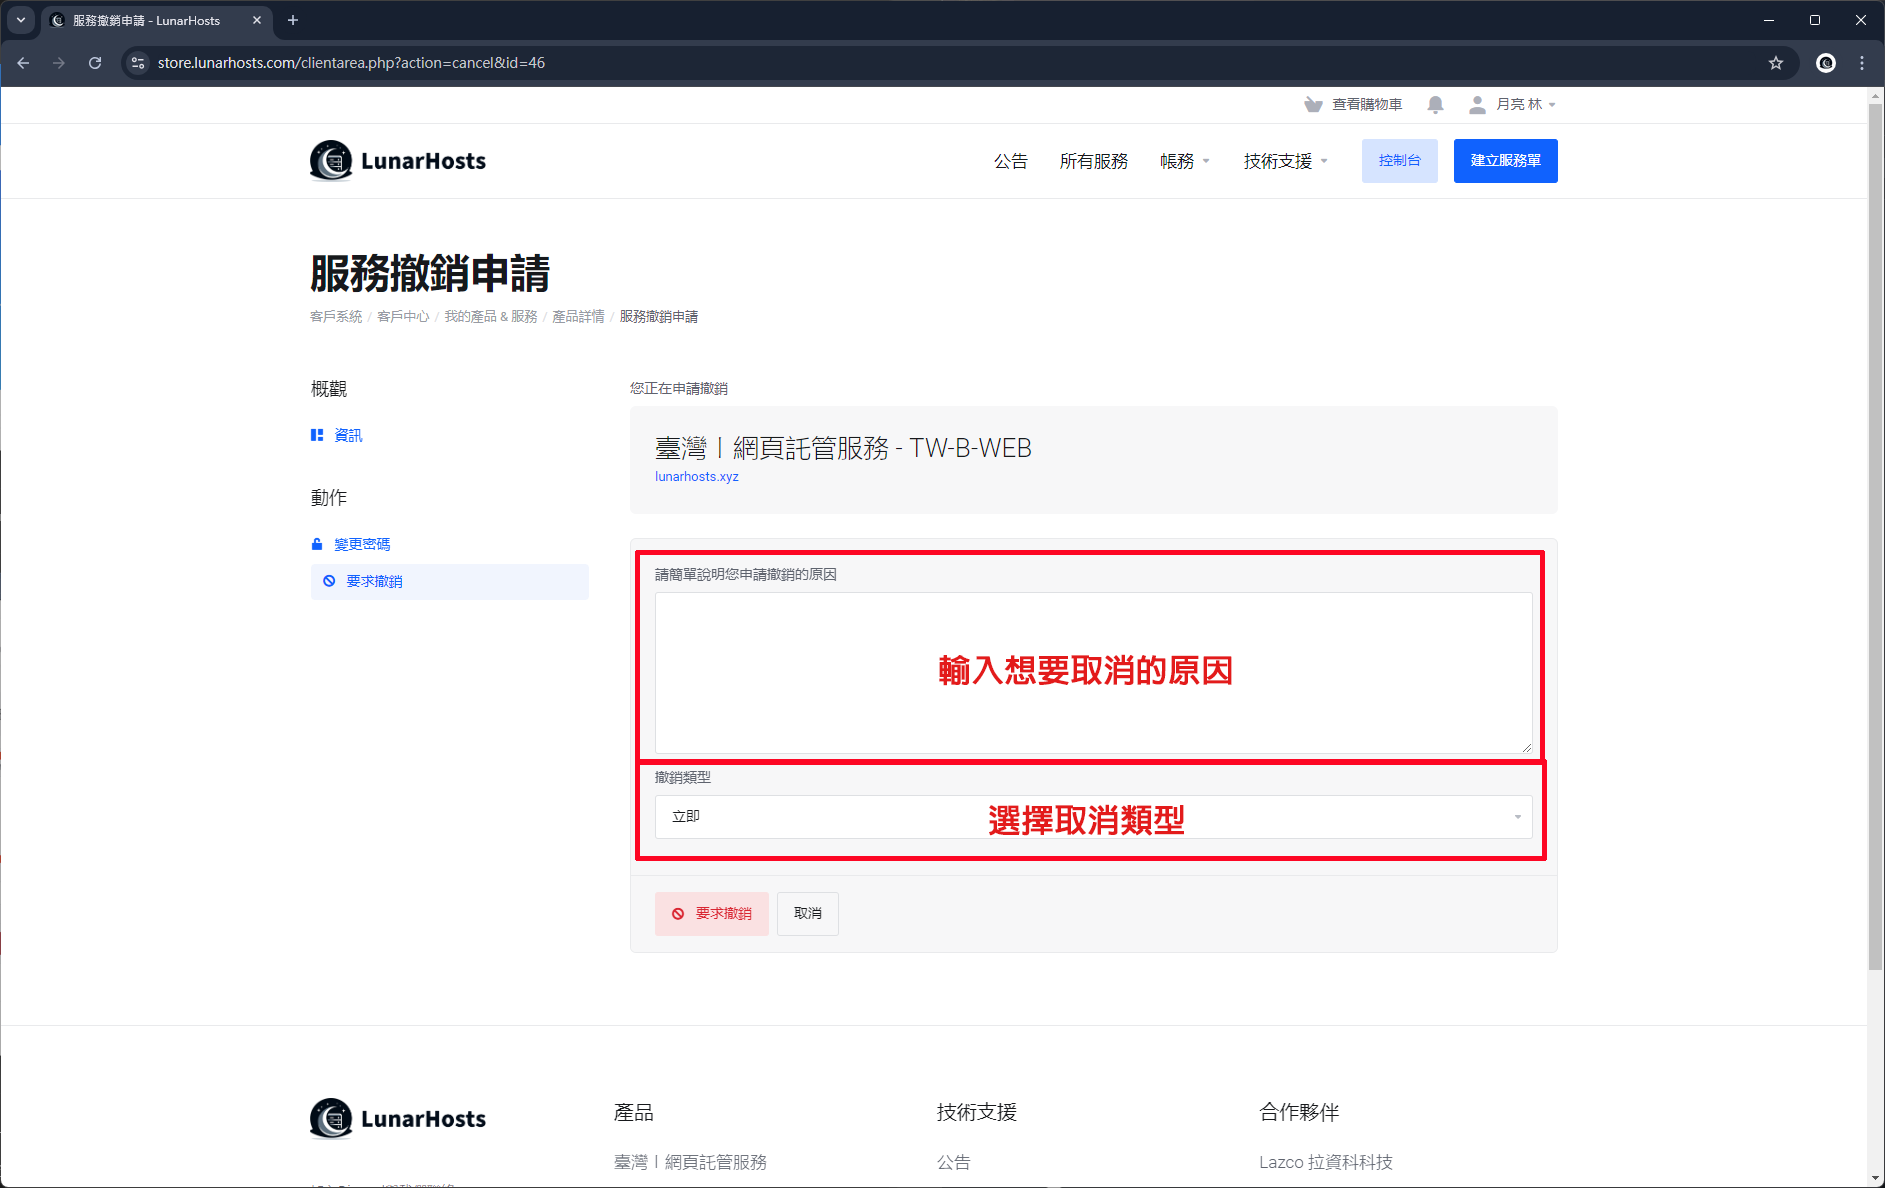 服務撤銷申請 - LunarHosts
store.lunarhosts.com/clientarea.php?action=cancel&id=46
查看購物車
月亮 林
LunarHosts
公告
所有服務
帳務
技術支援
控制台
建立服務單
服務撤銷申請
客戶系統 / 客戶中心 / 我的產品 & 服務 / 產品詳情 / 服務撤銷申請
概觀
資訊
動作
變更密碼
要求撤銷
您正在申請撤銷
臺灣 | 網頁託管服務 - TW-B-WEB
lunarhosts.xyz
請簡單說明您申請撤銷的原因
輸入想要取消的原因
撤銷類型
立即
選擇取消類型
要求撤銷
取消
LunarHosts
產品
技術支援
合作夥伴
臺灣 | 網頁託管服務
公告
Lazco 拉資科科技